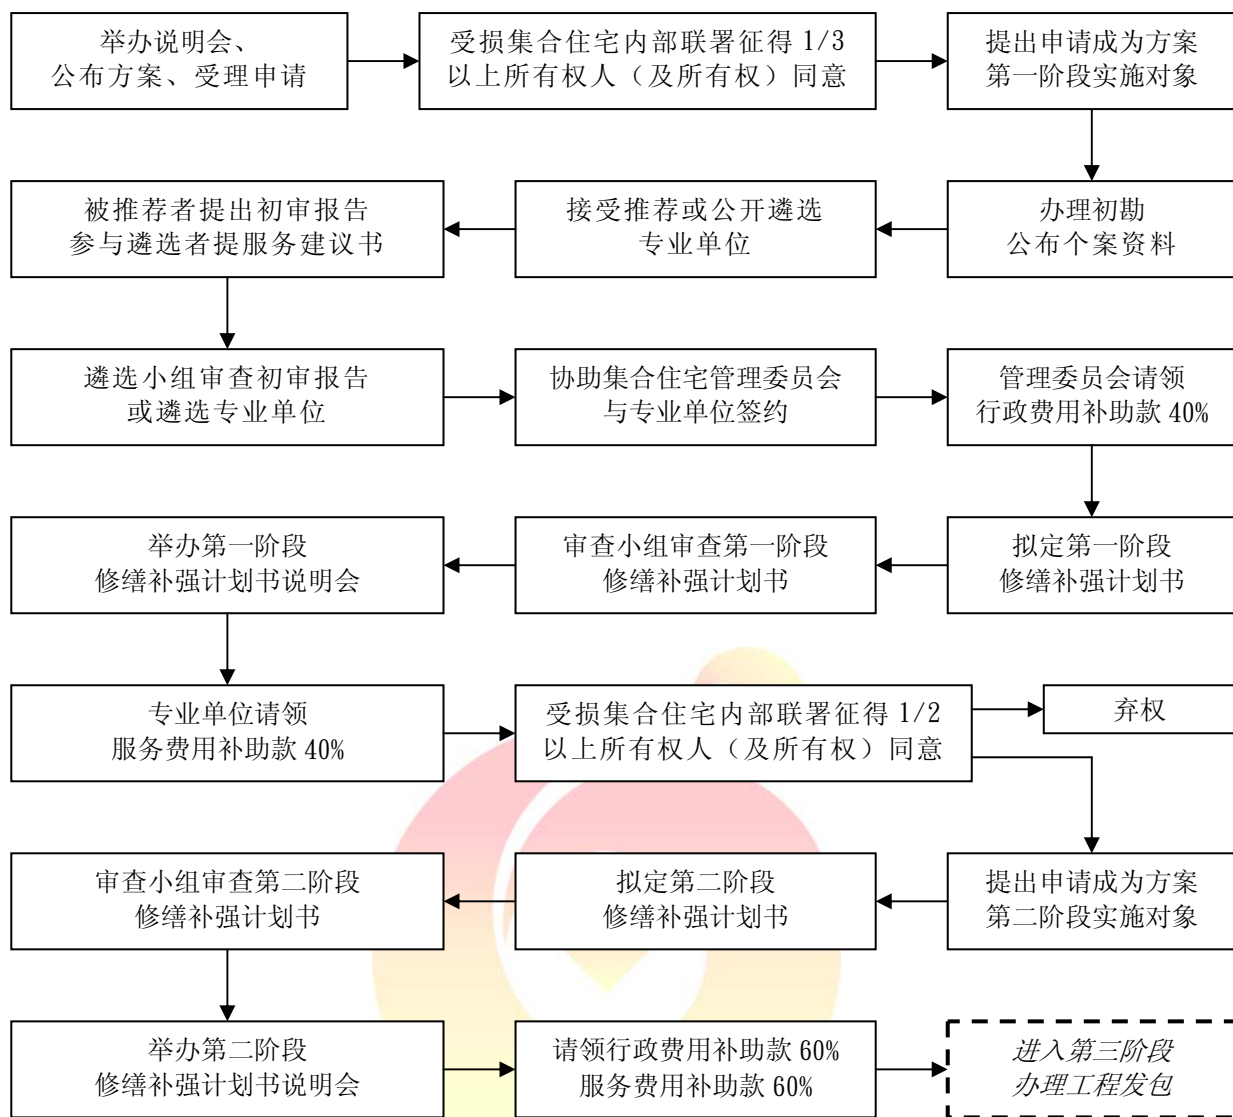 举办说明会、
公布方案、受理申请
受损集合住宅内部联署征得 1/3
以上所有权人（及所有权）同意
提出申请成为方案
第一阶段实施对象
办理初勘
公布个案资料
接受推荐或公开遴选
专业单位
被推荐者提出初审报告
参与遴选者提服务建议书
遴选小组审查初审报告
或遴选专业单位
协助集合住宅管理委员会
与专业单位签约
管理委员会请领
行政费用补助款 40%
拟定第一阶段
修缮补强计划书
审查小组审查第一阶段
修缮补强计划书
举办第一阶段
修缮补强计划书说明会
专业单位请领
服务费用补助款 40%
受损集合住宅内部联署征得 1/2
以上所有权人（及所有权）同意
弃权
提出申请成为方案
第二阶段实施对象
拟定第二阶段
修缮补强计划书
审查小组审查第二阶段
修缮补强计划书
举办第二阶段
修缮补强计划书说明会
请领行政费用补助款 60%
服务费用补助款 60%
进入第三阶段
办理工程发包